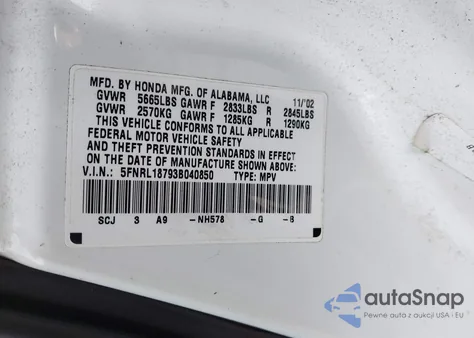 MFD. BY HONDA MFG. OF ALABAMA, LLC 11/'02
GVWR 5665LBS GAWR F 2833LBS R 2845LBS
GVWR 2570KG GAWR F 1285KG R 1290KG
THIS VEHICLE CONFORMS TO ALL APPLICABLE
FEDERAL MOTOR VEHICLE SAFETY
AND THEFT PREVENTION STANDARDS IN EFFECT
ON THE DATE OF MANUFACTURE SHOWN ABOVE:
V.I.N.: 5FNRL18793B040850 TYPE: MPV
SCJ 3 A9 -NH578 -G -B
autaSnap
Pewne auta z aukcji USA i EU